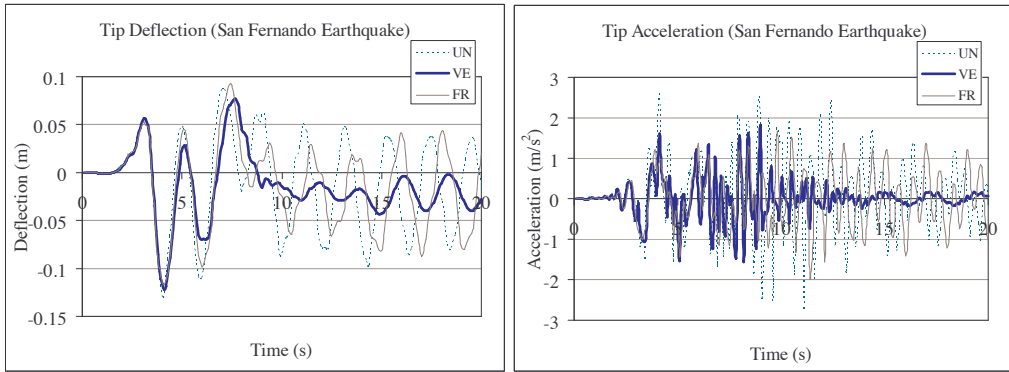 Tip Deflection (San Fernando Earthquake)
UN
VE
FR
0.1
0.05
0
-0.05
-0.1
-0.15
0
5
10
15
20
Deflection (m)
Time (s)
Tip Acceleration (San Fernando Earthquake)
UN
VE
FR
3
2
1
0
-1
-2
-3
0
5
10
15
20
Acceleration (m/s²)
Time (s)